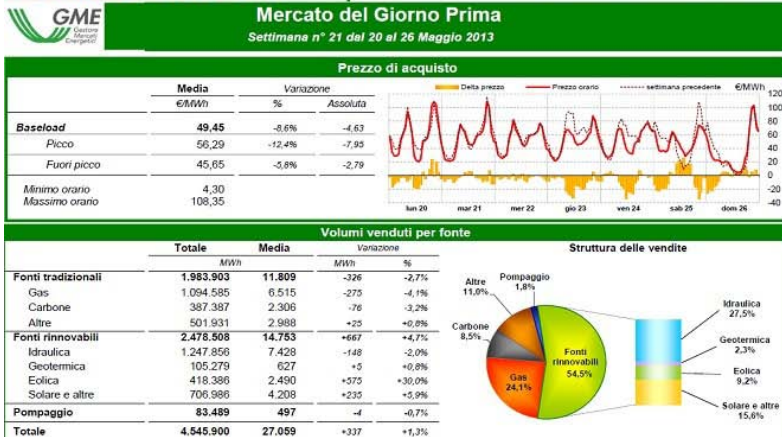 GME
Gestore
Mercati
Energetici
Mercato del Giorno Prima
Settimana n° 21 dal 20 al 26 Maggio 2013
Prezzo di acquisto
Media Variazione
€/MWh % Assoluta
Baseload 49,45 -8,6% -4,63
Picco 56,29 -12,4% -7,95
Fuori picco 45,65 -5,8% -2,79
Minimo orario 4,30
Massimo orario 108,35
Delta prezzo Prezzo orario settimana precedente €/MWh
120
100
80
60
40
20
0
-20
-40
lun 20 mar 21 mer 22 gio 23 ven 24 sab 25 dom 26
Volumi venduti per fonte
Totale Media Variazione
MWh MWh %
Fonti tradizionali 1.983.903 11.809 -326 -2,7%
Gas 1.094.585 6.515 -275 -4,1%
Carbone 387.387 2.306 -76 -3,2%
Altre 501.931 2.988 +25 +0,8%
Fonti rinnovabili 2.478.508 14.753 +667 +4,7%
Idraulica 1.247.856 7.428 -148 -2,0%
Geotermica 105.279 627 +5 +0,8%
Eolica 418.386 2.490 +575 +30,0%
Solare e altre 706.986 4.208 +235 +5,9%
Pompaggio 83.489 497 -4 -0,7%
Totale 4.545.900 27.059 +337 +1,3%
Struttura delle vendite
Altre
11,0%
Pompaggio
1,8%
Carbone
8,5%
Gas
24,1%
Fonti
rinnovabili
54,5%
Idraulica
27,5%
Geotermica
2,3%
Eolica
9,2%
Solare e altre
15,6%